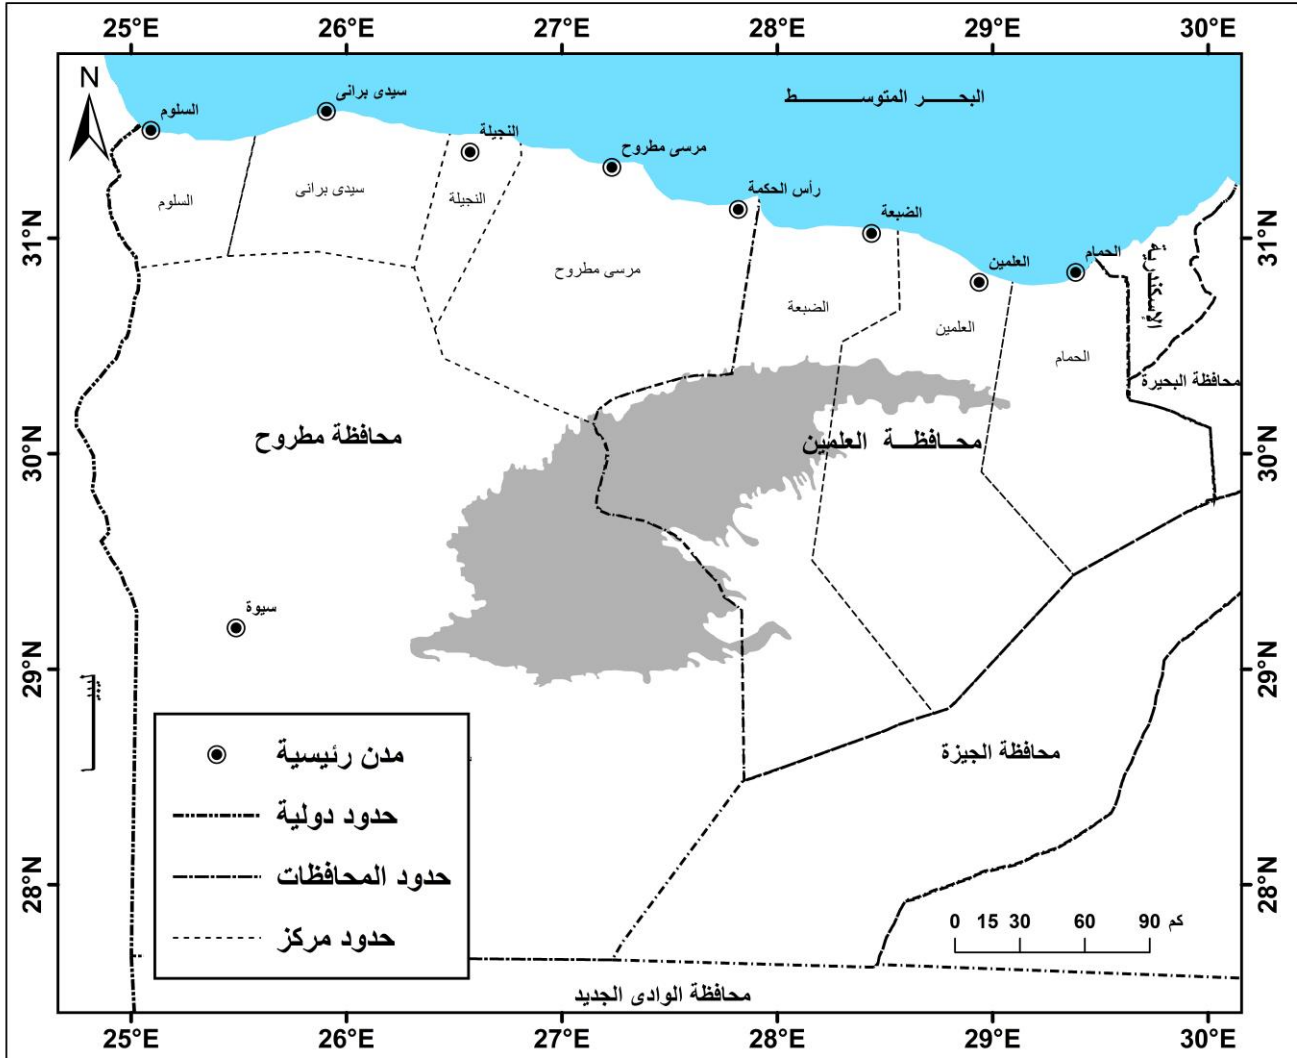 25°E 26°E 27°E 28°E 29°E 30°E
N
البحـــر المتوســـــــط
السلوم
سيدى برانى
النجيلة
مرسى مطروح
رأس الحكمة
الضبعة
العلمين
الحمام
السلوم
سيدى برانى
النجيلة
مرسى مطروح
الضبعة
العلمين
الحمام
الإسكندرية
محافظة البحيرة
محافظة مطروح
محــافظـــة العلمين
سيوة
محافظة الجيزة
محافظة الوادى الجديد
31°N
30°N
29°N
28°N
31°N
30°N
29°N
28°N
مدن رئيسية
حدود دولية
حدود المحافظات
حدود مركز
0 15 30 60 90 كم
25°E 26°E 27°E 28°E 29°E 30°E